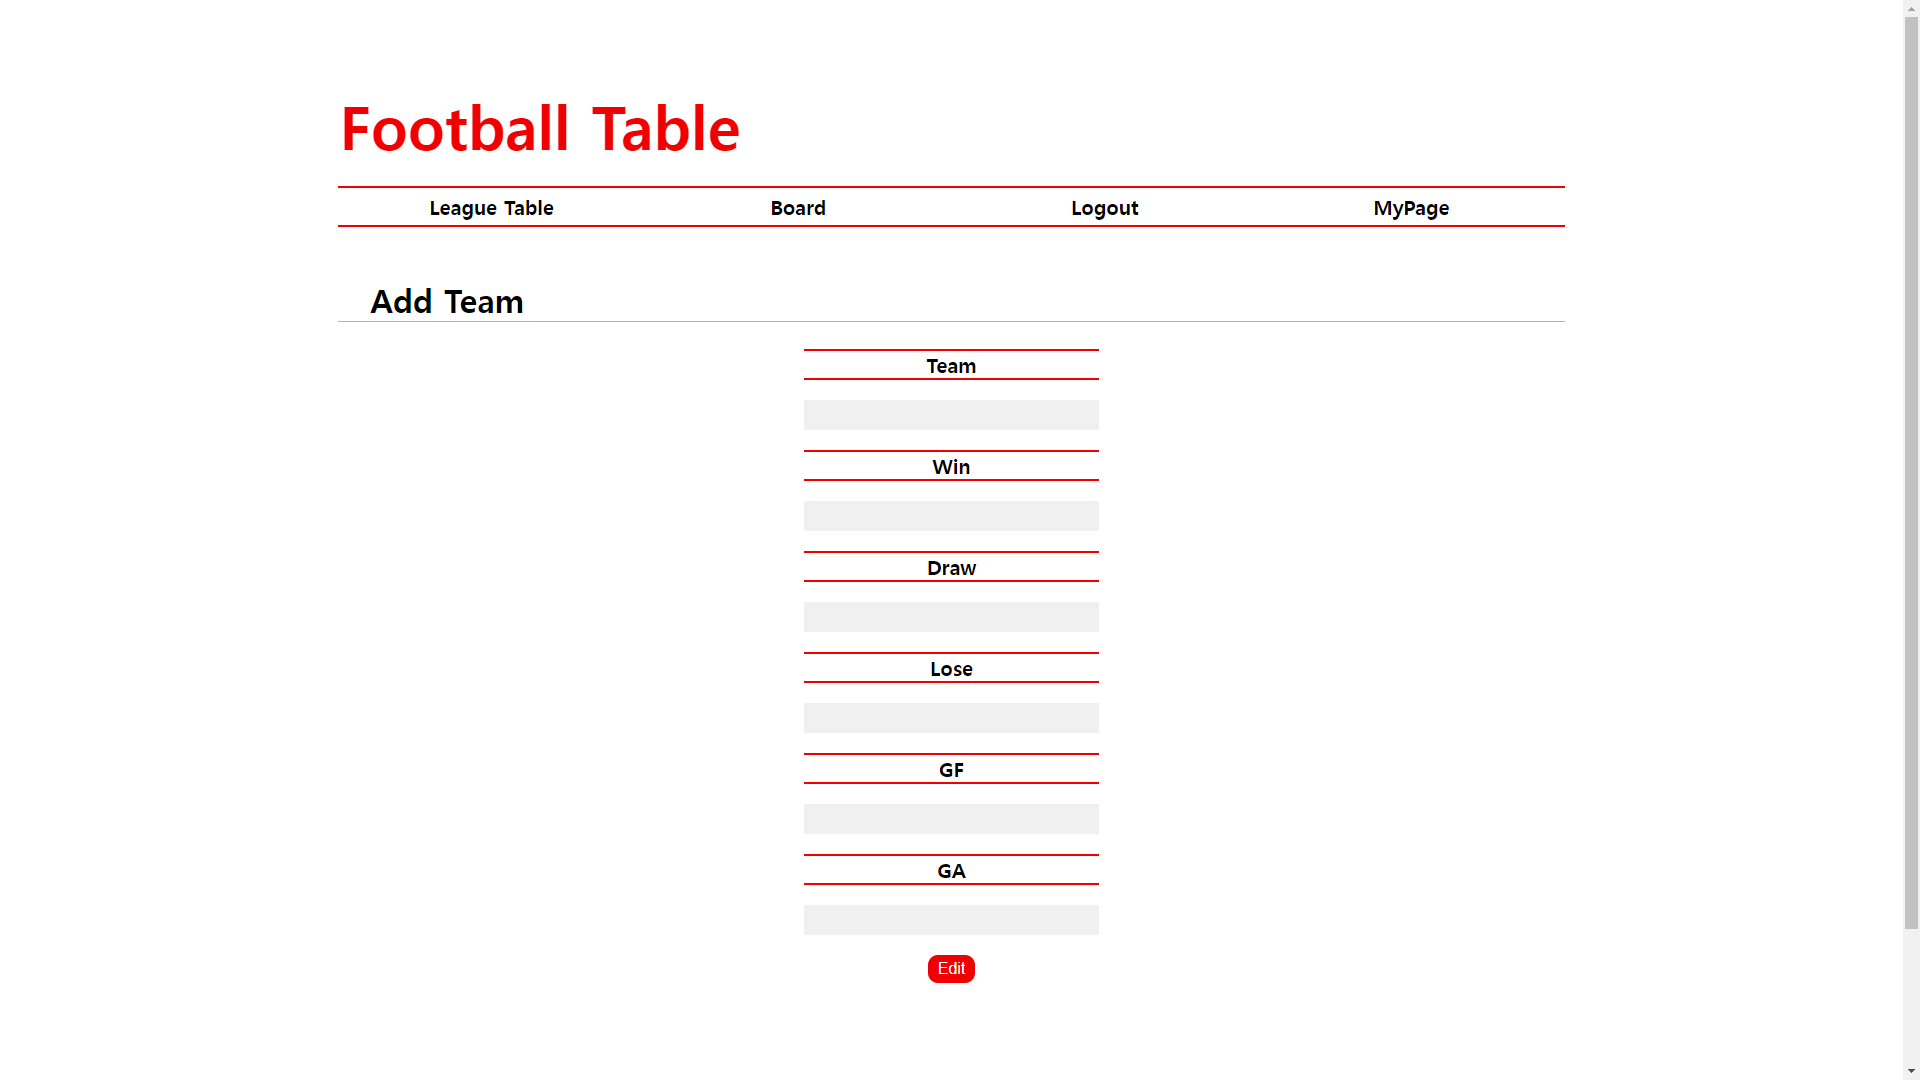 Football Table
League Table Board Logout MyPage
Add Team
Team
Win
Draw
Lose
GF
GA
Edit